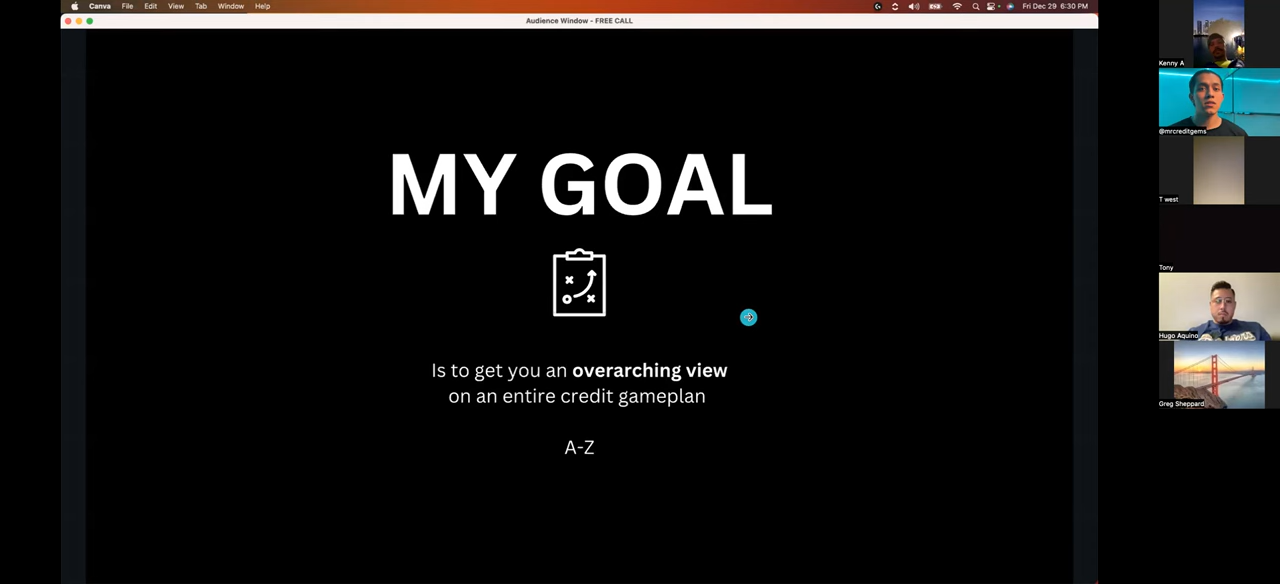 Canva File Edit View Tab Window Help
Fri Dec 29 6:30 PM
Audience Window - FREE CALL
MY GOAL
Is to get you an overarching view
on an entire credit gameplan
A-Z
Kenny A
@mrcreditgems
T west
Tony
Hugo Aquino
Greg Sheppard